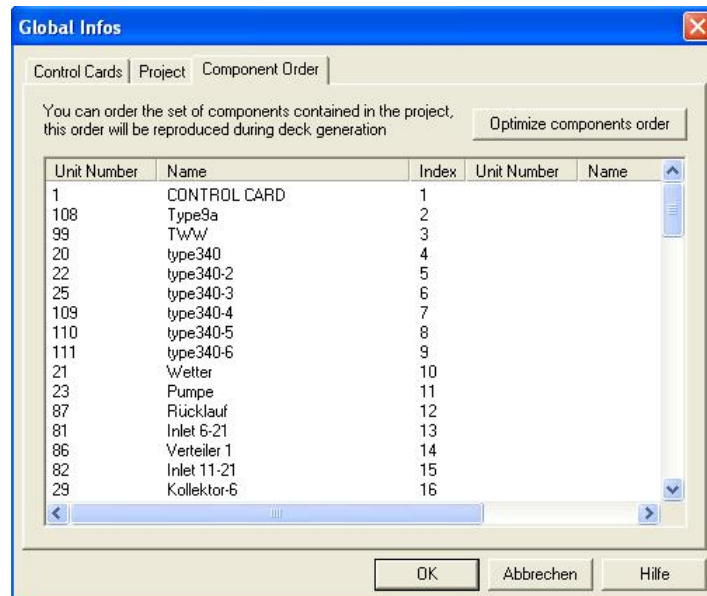 Global Infos
Control Cards Project Component Order
You can order the set of components contained in the project,
this order will be reproduced during deck generation
Optimize components order
Unit Number Name Index Unit Number Name
1 CONTROL CARD 1
108 Type9a 2
99 TWW 3
20 type340 4
22 type340-2 5
25 type340-3 6
109 type340-4 7
110 type340-5 8
111 type340-6 9
21 Wetter 10
23 Pumpe 11
87 Rücklauf 12
81 Inlet 6-21 13
86 Verteiler 1 14
82 Inlet 11-21 15
29 Kollektor-6 16
OK Abbrechen Hilfe